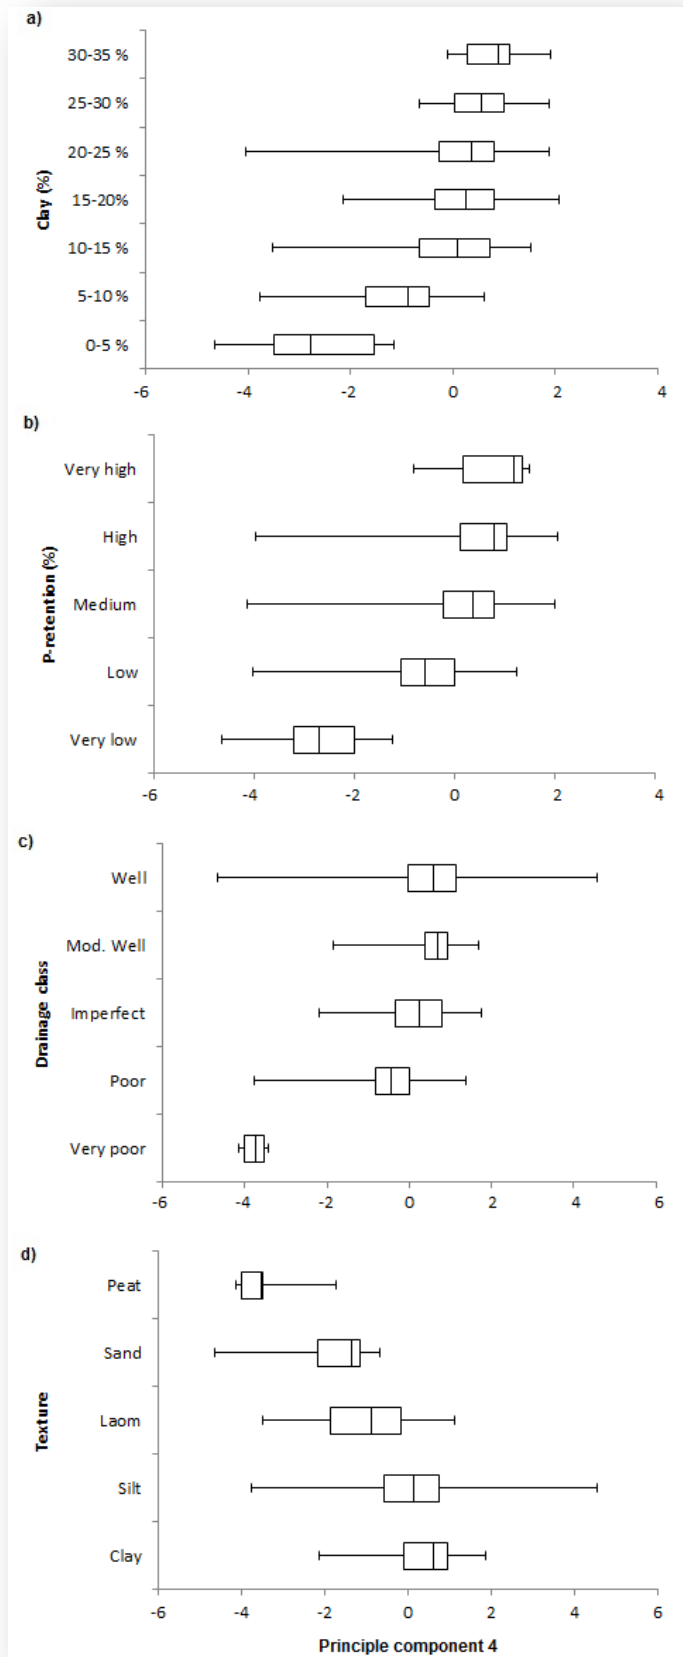 a)
Clay (%)
30-35 %
25-30 %
20-25 %
15-20%
10-15 %
5-10 %
0-5 %
-6 -4 -2 0 2 4
b)
P-retention (%)
Very high
High
Medium
Low
Very low
-6 -4 -2 0 2 4
c)
Drainage class
Well
Mod. Well
Imperfect
Poor
Very poor
-6 -4 -2 0 2 4 6
d)
Texture
Peat
Sand
Laom
Silt
Clay
-6 -4 -2 0 2 4 6
Principle component 4